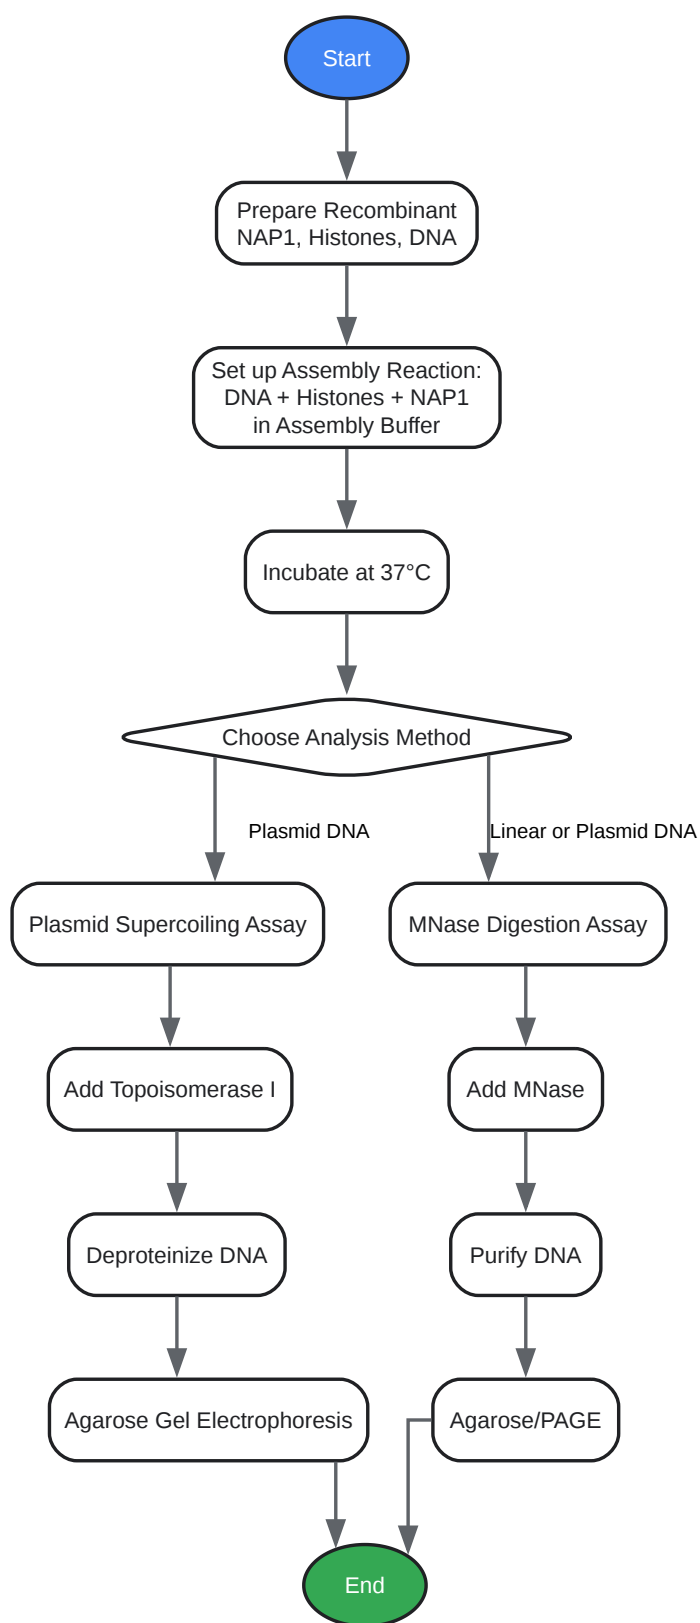 Start
Prepare Recombinant
NAP1, Histones, DNA
Set up Assembly Reaction:
DNA + Histones + NAP1
in Assembly Buffer
Incubate at 37°C
Choose Analysis Method
Plasmid DNA
Linear or Plasmid DNA
Plasmid Supercoiling Assay
MNase Digestion Assay
Add Topoisomerase I
Add MNase
Deproteinize DNA
Purify DNA
Agarose Gel Electrophoresis
Agarose/PAGE
End